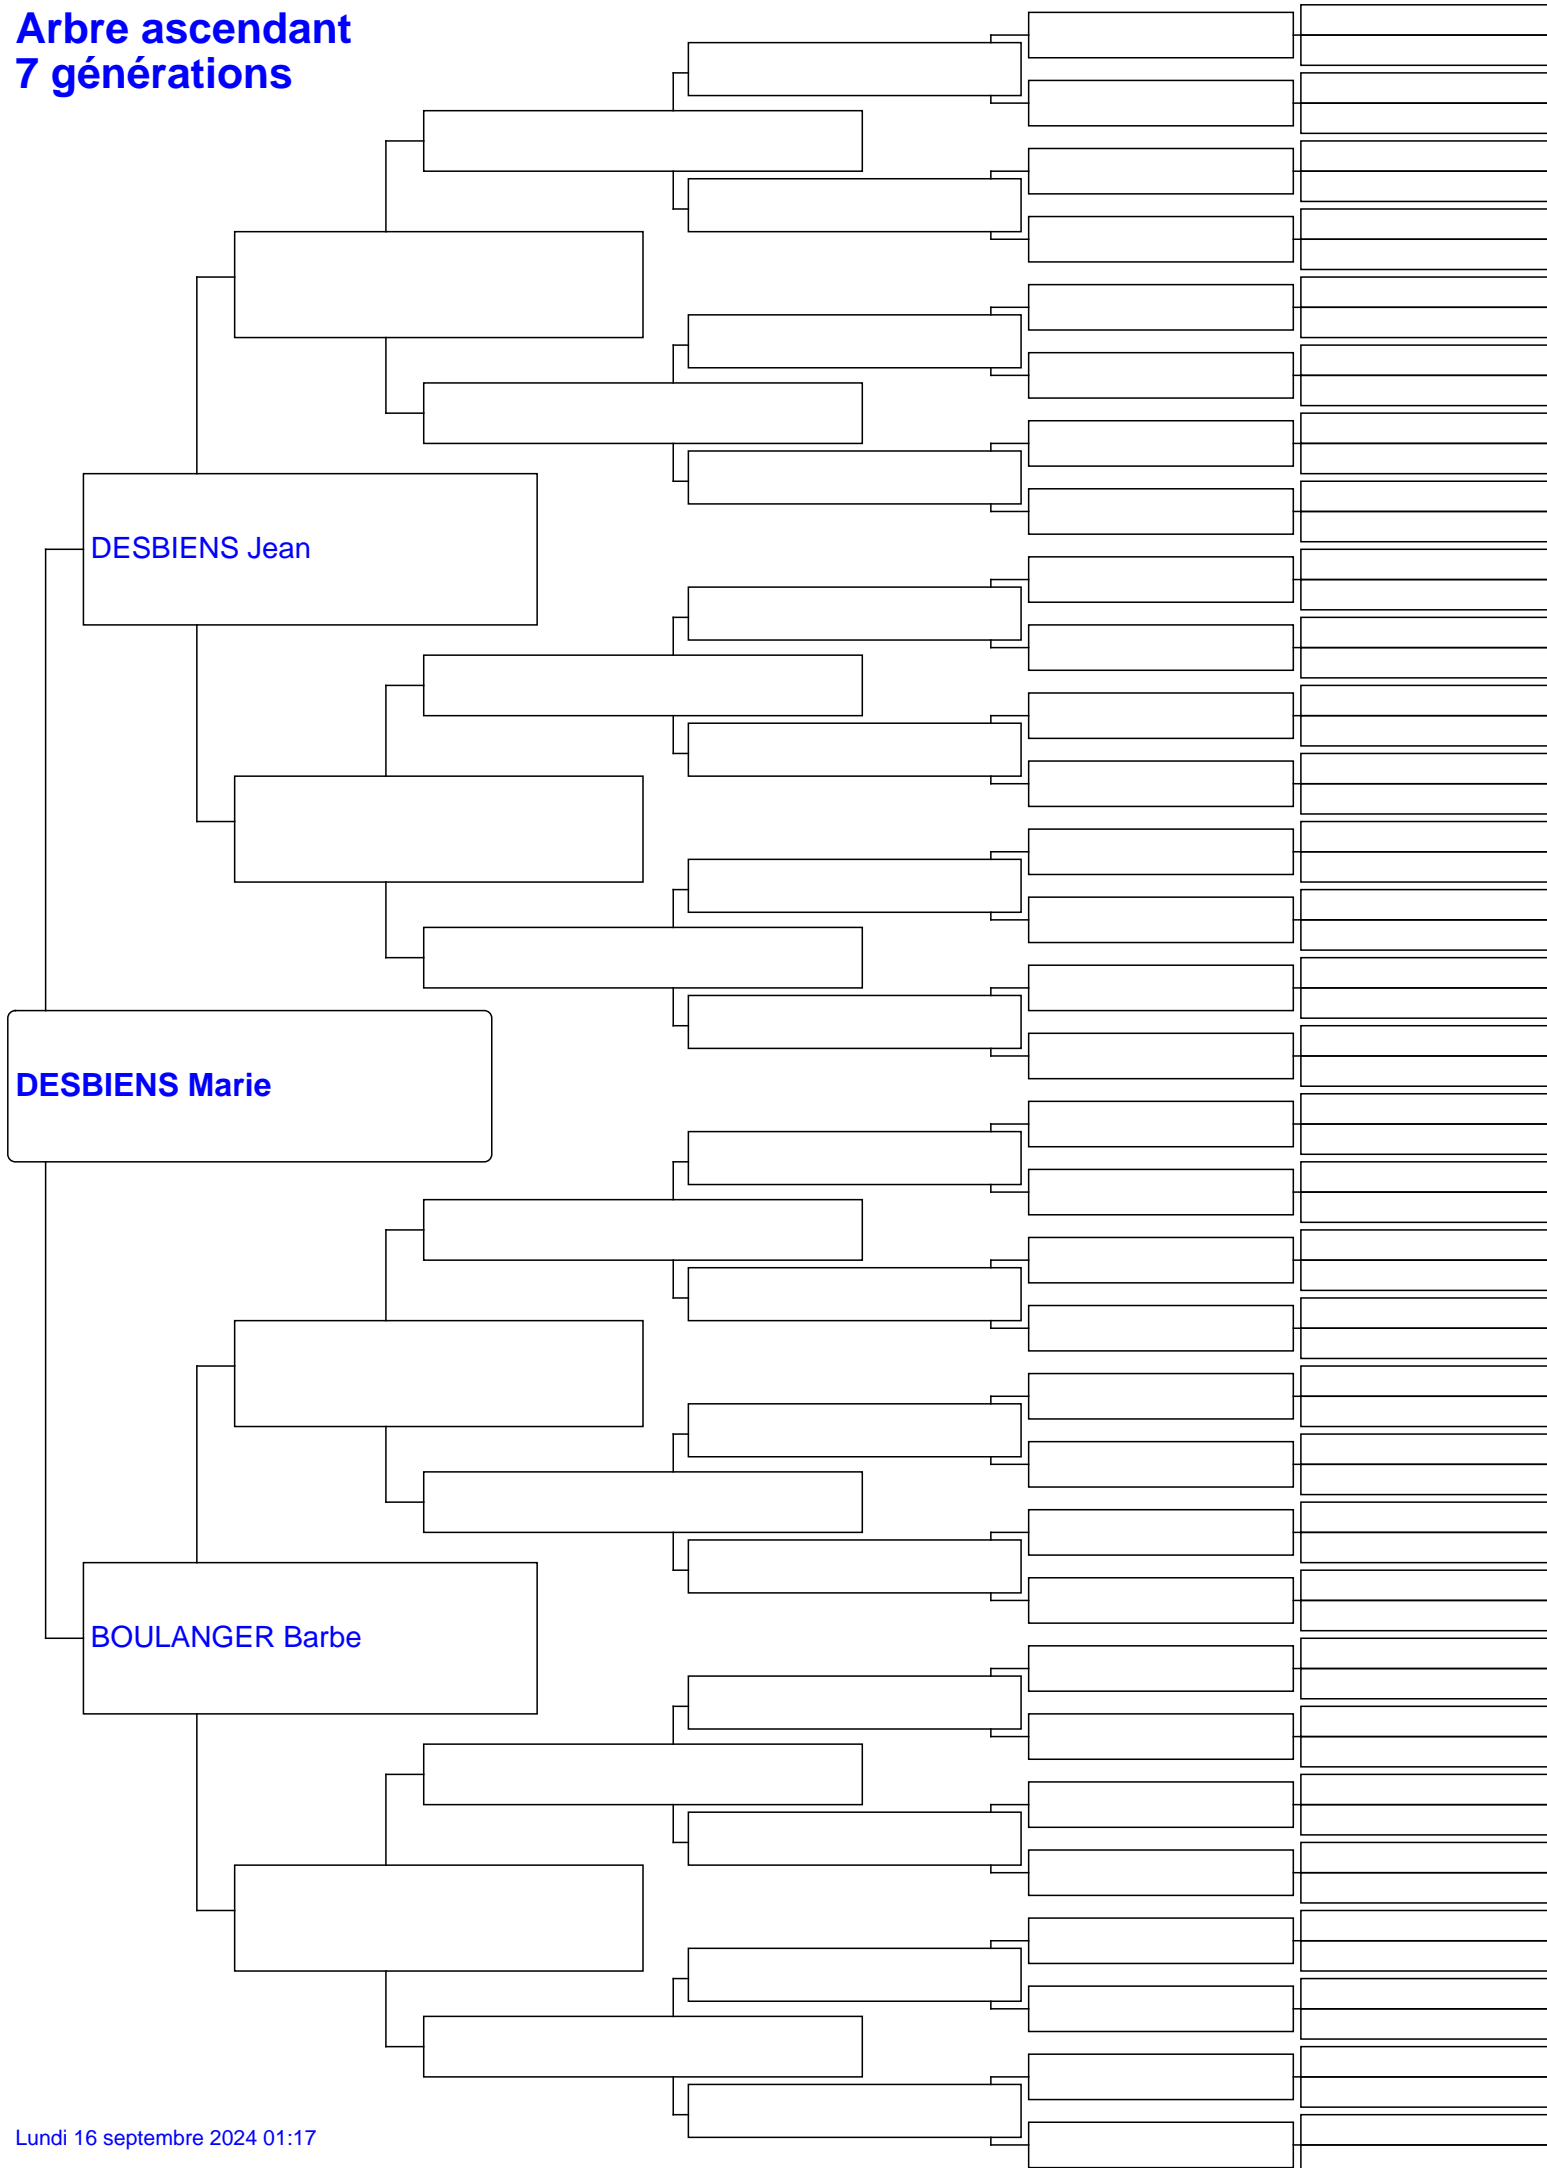 Arbre ascendant
7 générations
DESBIENS Jean
DESBIENS Marie
BOULANGER Barbe
Lundi 16 septembre 2024 01:17